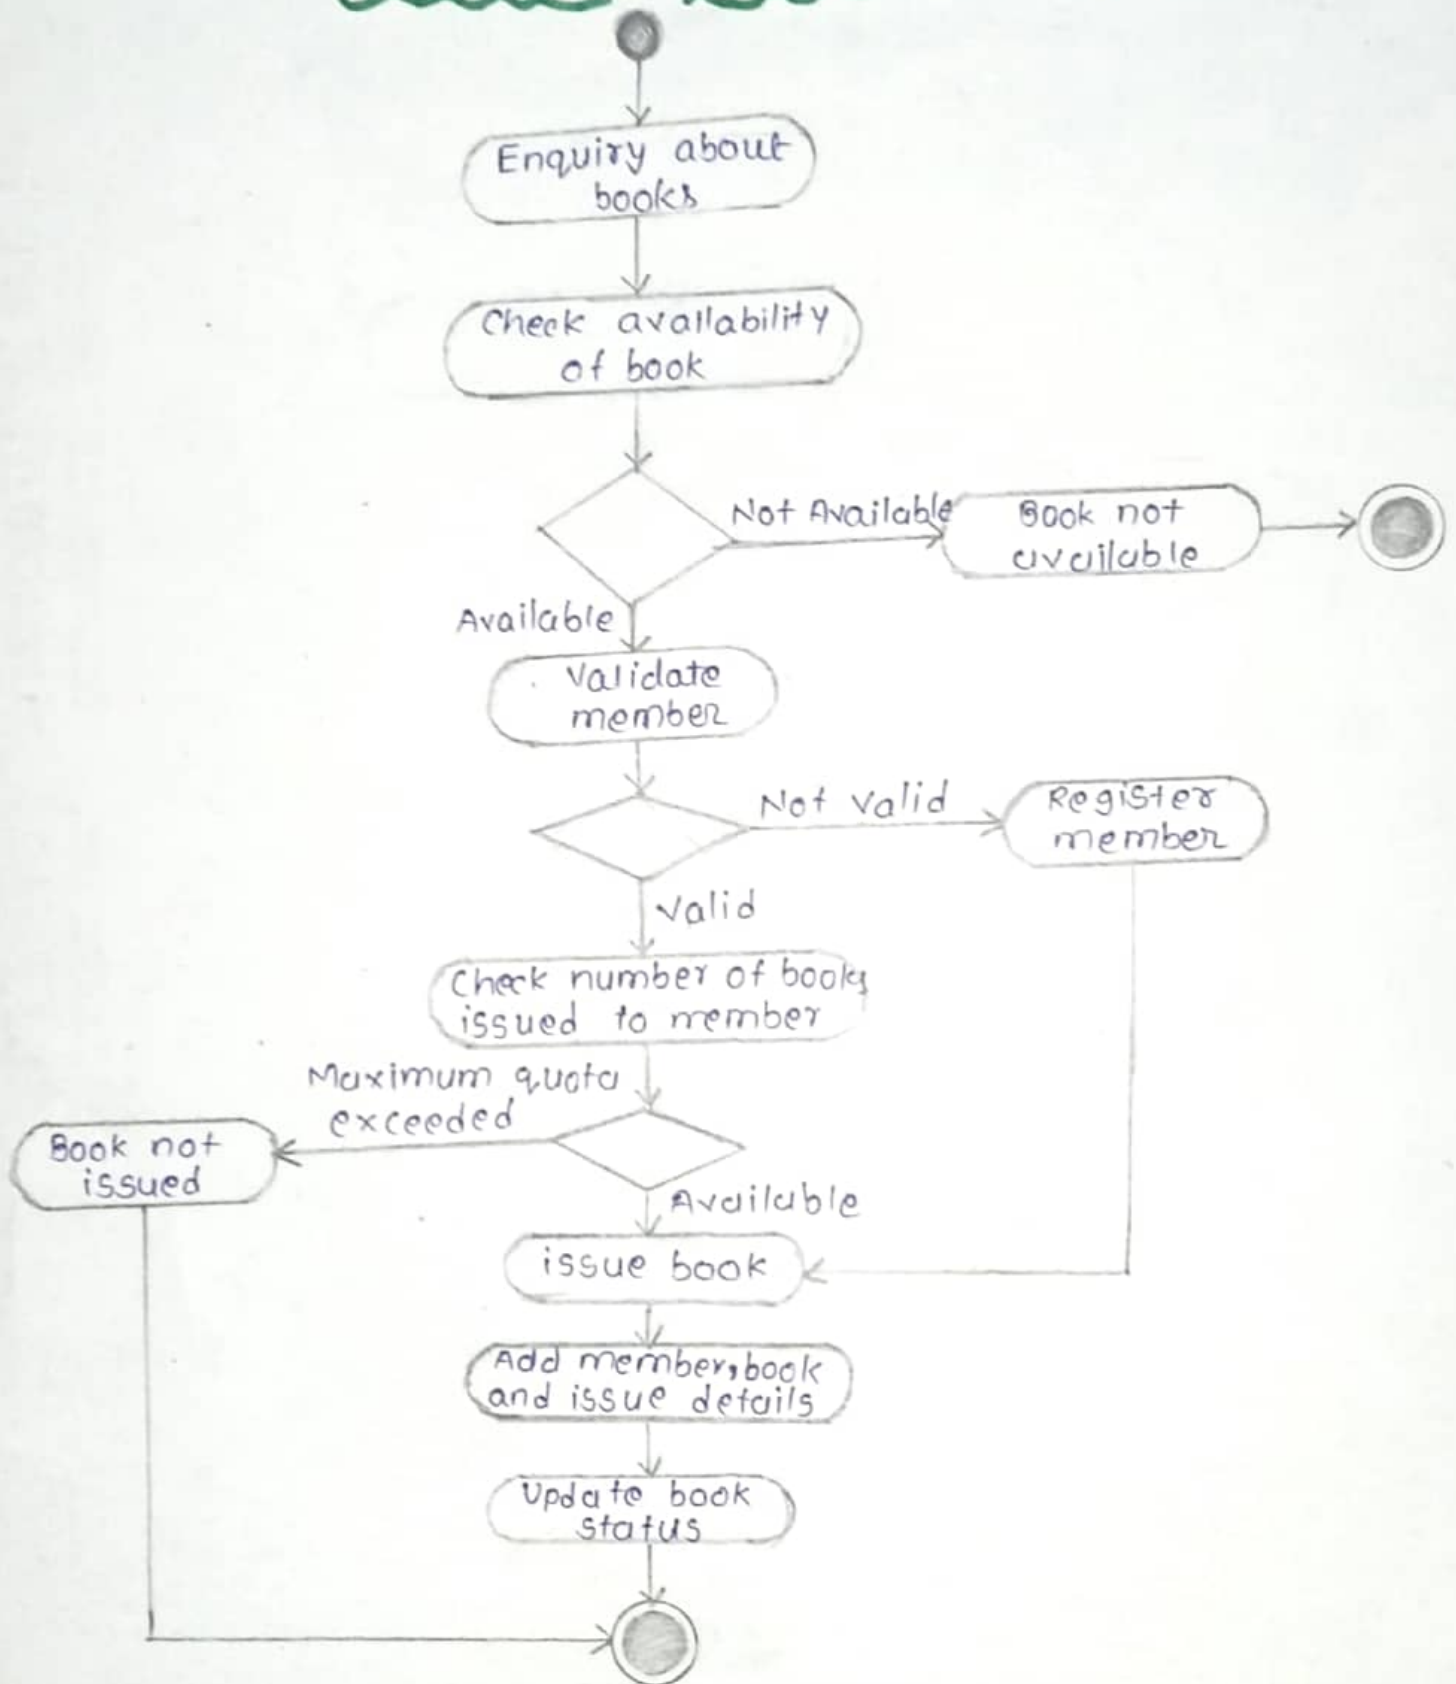 Enquiry about
books
Check availability
of book
Not Available
Book not
available
Available
Validate
member
Not valid
Register
member
Valid
Check number of books
issued to member
Maximum quota
exceeded
Book not
issued
Available
issue book
Add member, book
and issue details
Update book
status